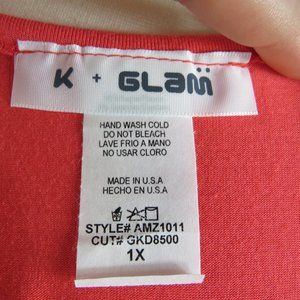 K + GLAM
HAND WASH COLD
DO NOT BLEACH
LAVE FRIO A MANO
NO USAR CLORO
MADE IN U.S.A
HECHO EN U.S.A
STYLE# AMZ1011
CUT# GKD8500
1X